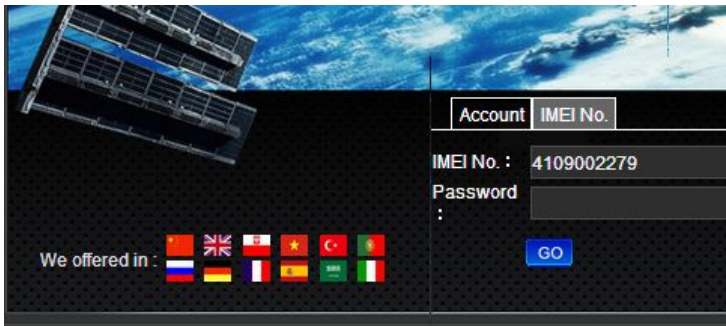 Account IMEI No.
IMEI No. : 4109002279
Password
:
We offered in :
GO